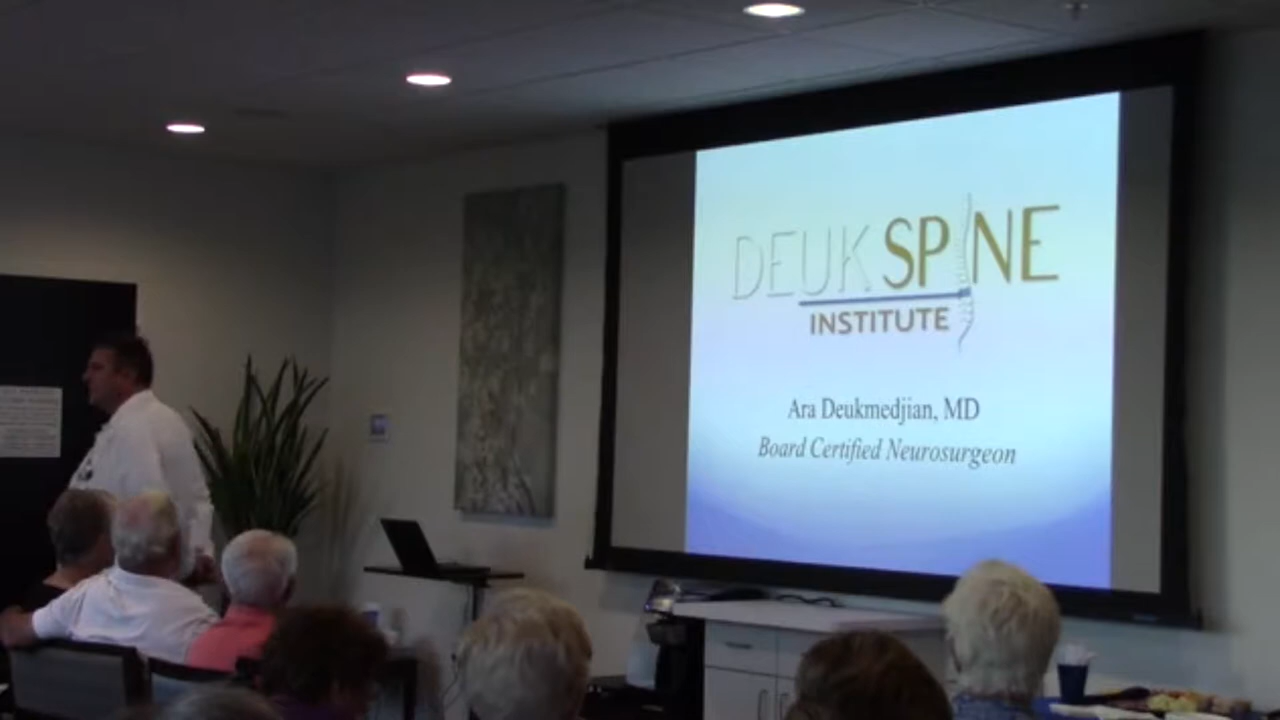 DEUK SPINE
INSTITUTE
Ara Deukmedjian, MD
Board Certified Neurosurgeon